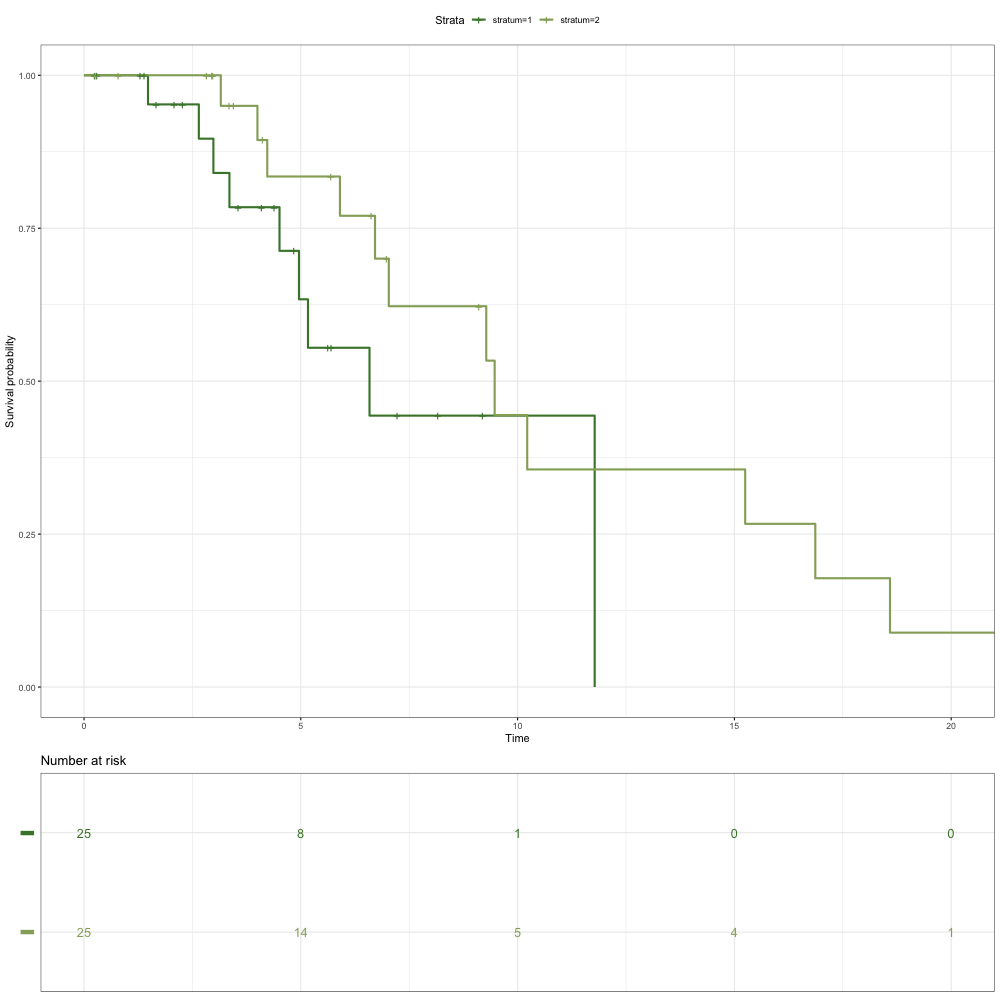 Strata stratum=1 stratum=2
1.00
0.75
0.50
0.25
0.00
Survival probability
0 5 10 15 20
Time
Number at risk
25 8 1 0 0
25 14 5 4 1